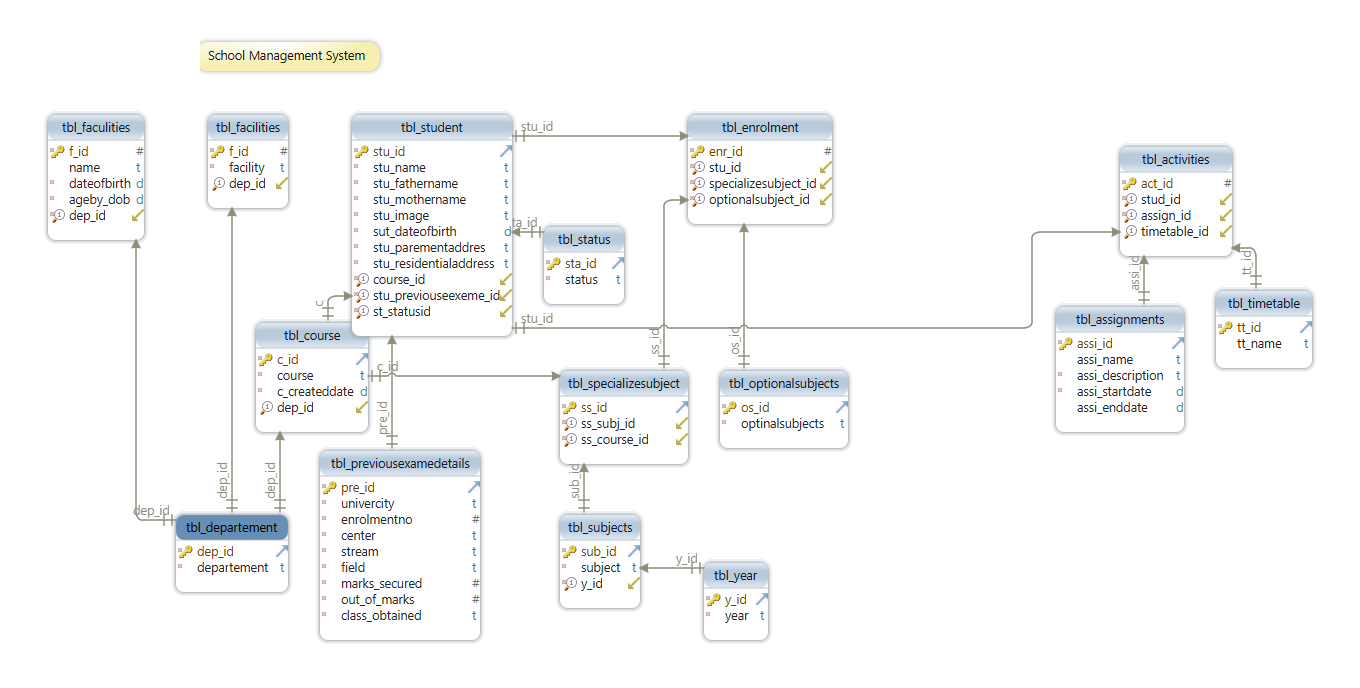 School Management System
tbl_faculities
f_id #
name t
dateofbirth d
ageby_dob d
dep_id
tbl_facilities
f_id #
facility t
dep_id
tbl_student
stu_id
stu_name t
stu_fathername t
stu_mothername t
stu_image t
sut_dateofbirth d
stu_parementaddres t
stu_residentialaddress t
course_id
stu_previouseexeme_id
st_statusid
stu_id
stu_id
tbl_enrolment
enr_id #
stu_id
specializesubject_id
optionalsubject_id
tbl_activities
act_id #
stud_id
assign_id
timetable_id
ta_id
tbl_status
sta_id
status t
c_
tbl_course
c_id
course t
c_createddate d
dep_id
c_id
pre_id
ss_id
os_id
assi_id
tt_id
tbl_timetable
tt_id
tt_name t
tbl_assignments
assi_id
assi_name t
assi_description t
assi_startdate d
assi_enddate d
tbl_specializesubject
ss_id
ss_subj_id
ss_course_id
tbl_optionalsubjects
os_id
optinalsubjects t
tbl_previousexamedetails
pre_id
univercity t
enrolmentno #
center t
stream t
field t
marks_secured #
out_of_marks #
class_obtained t
dep_id
dep_id
dep_id
tbl_departement
dep_id
departement t
sub_id
tbl_subjects
sub_id
subject t
y_id
y_id
tbl_year
y_id
year t